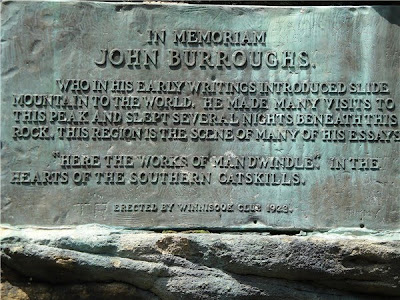 IN MEMORIAM
JOHN BURROUGHS.
WHO IN HIS EARLY WRITINGS INTRODUCED SLIDE
MOUNTAIN TO THE WORLD. HE MADE MANY VISITS TO
THIS PEAK AND SLEPT SEVERAL NIGHTS BENEATH THIS
ROCK. THIS REGION IS THE SCENE OF MANY OF HIS ESSAYS.
"HERE THE WORKS OF MAN DWINDLE." IN THE
HEARTS OF THE SOUTHERN CATSKILLS.
ERECTED BY WINNISOOK CLUB 1923.